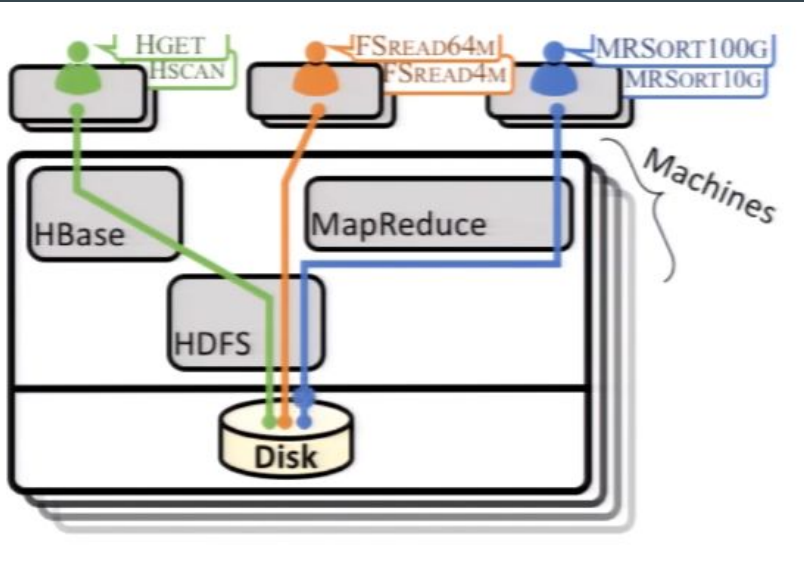 HGET
HSCAN
FSREAD64M
FSREAD4M
MRSORT100G
MRSORT10G
Machines
HBase
MapReduce
HDFS
Disk